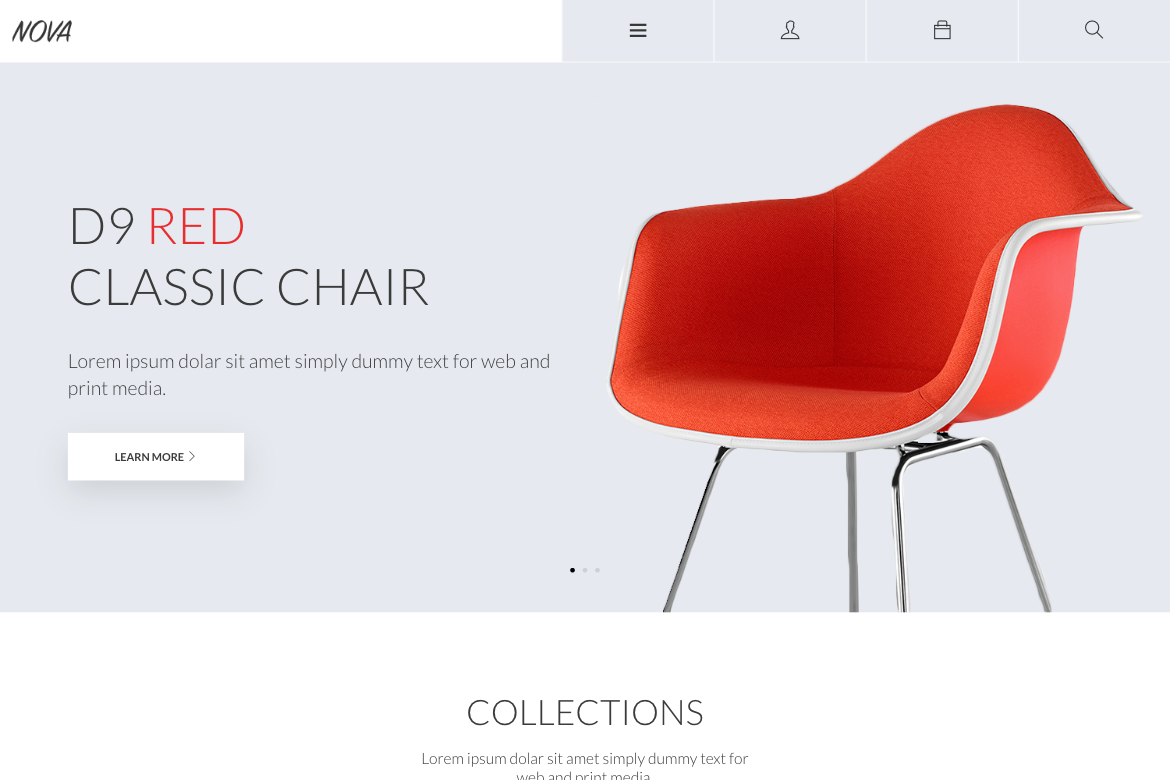 NOVA
D9 RED
CLASSIC CHAIR
Lorem ipsum dolar sit amet simply dummy text for web and
print media.
LEARN MORE
COLLECTIONS
Lorem ipsum dolar sit amet simply dummy text for
web and print media.